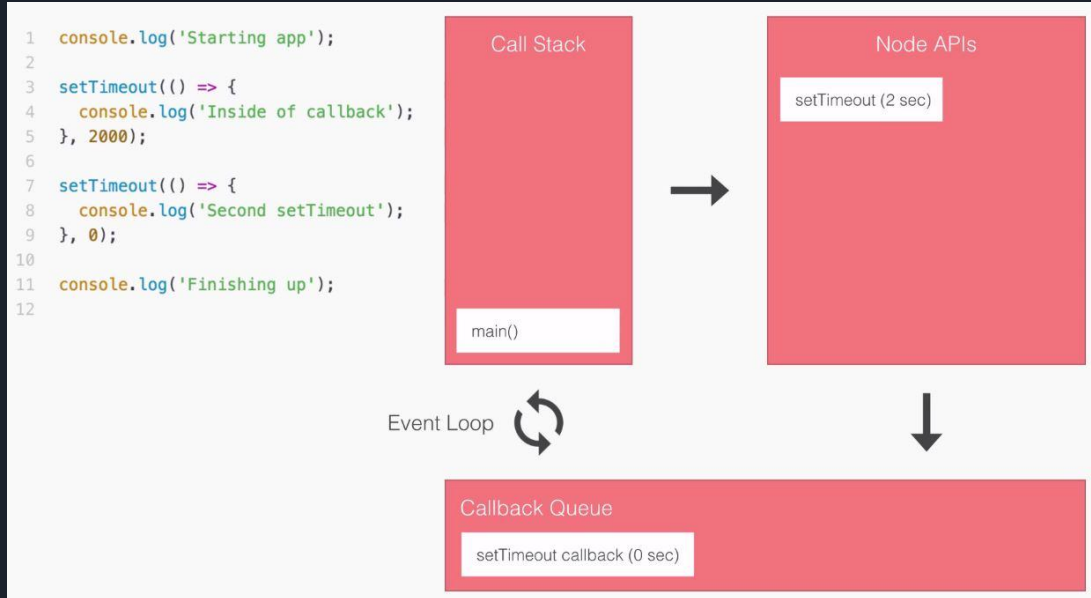 1 console.log('Starting app');
2
3 setTimeout(() => {
4   console.log('Inside of callback');
5 }, 2000);
6
7 setTimeout(() => {
8   console.log('Second setTimeout');
9 }, 0);
10
11 console.log('Finishing up');
12
Call Stack
main()
Node APIs
setTimeout (2 sec)
Event Loop
Callback Queue
setTimeout callback (0 sec)